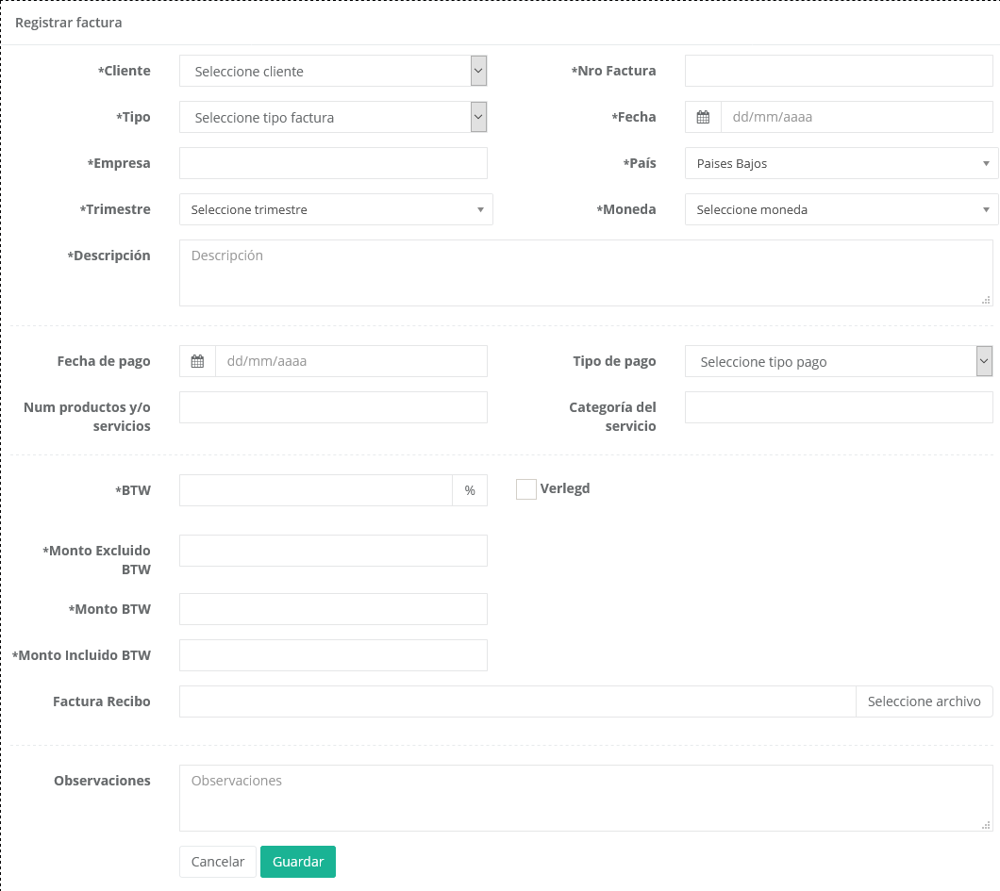 Registrar factura
*Cliente Seleccione cliente *Nro Factura
*Tipo Seleccione tipo factura *Fecha dd/mm/aaaa
*Empresa *País Paises Bajos
*Trimestre Seleccione trimestre *Moneda Seleccione moneda
*Descripción Descripción
Fecha de pago dd/mm/aaaa Tipo de pago Seleccione tipo pago
Num productos y/o
servicios
Categoría del
servicio
*BTW % Verlegd
*Monto Excluido
BTW
*Monto BTW
*Monto Incluido BTW
Factura Recibo Seleccione archivo
Observaciones Observaciones
Cancelar Guardar